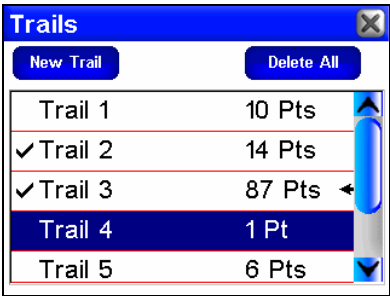 Trails
New Trail Delete All
Trail 1 10 Pts
Trail 2 14 Pts
Trail 3 87 Pts
Trail 4 1 Pt
Trail 5 6 Pts